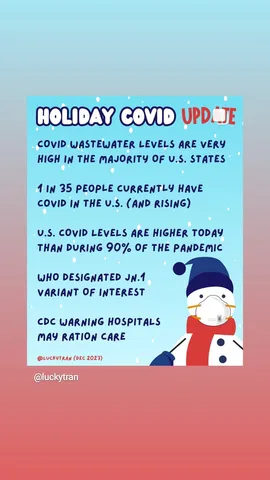 HOLIDAY COVID UPDATE
COVID WASTEWATER LEVELS ARE VERY
HIGH IN THE MAJORITY OF U.S. STATES
1 IN 35 PEOPLE CURRENTLY HAVE
COVID IN THE U.S. (AND RISING)
U.S. COVID LEVELS ARE HIGHER TODAY
THAN DURING 90% OF THE PANDEMIC
WHO DESIGNATED JN.1
VARIANT OF INTEREST
CDC WARNING HOSPITALS
MAY RATION CARE
@LUCKYTRAN (DEC 2023)
@luckytran